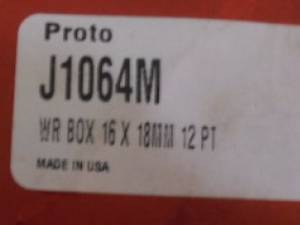 Proto
J1064M
WR BOX 16 X 18MM 12 PT
MADE IN USA